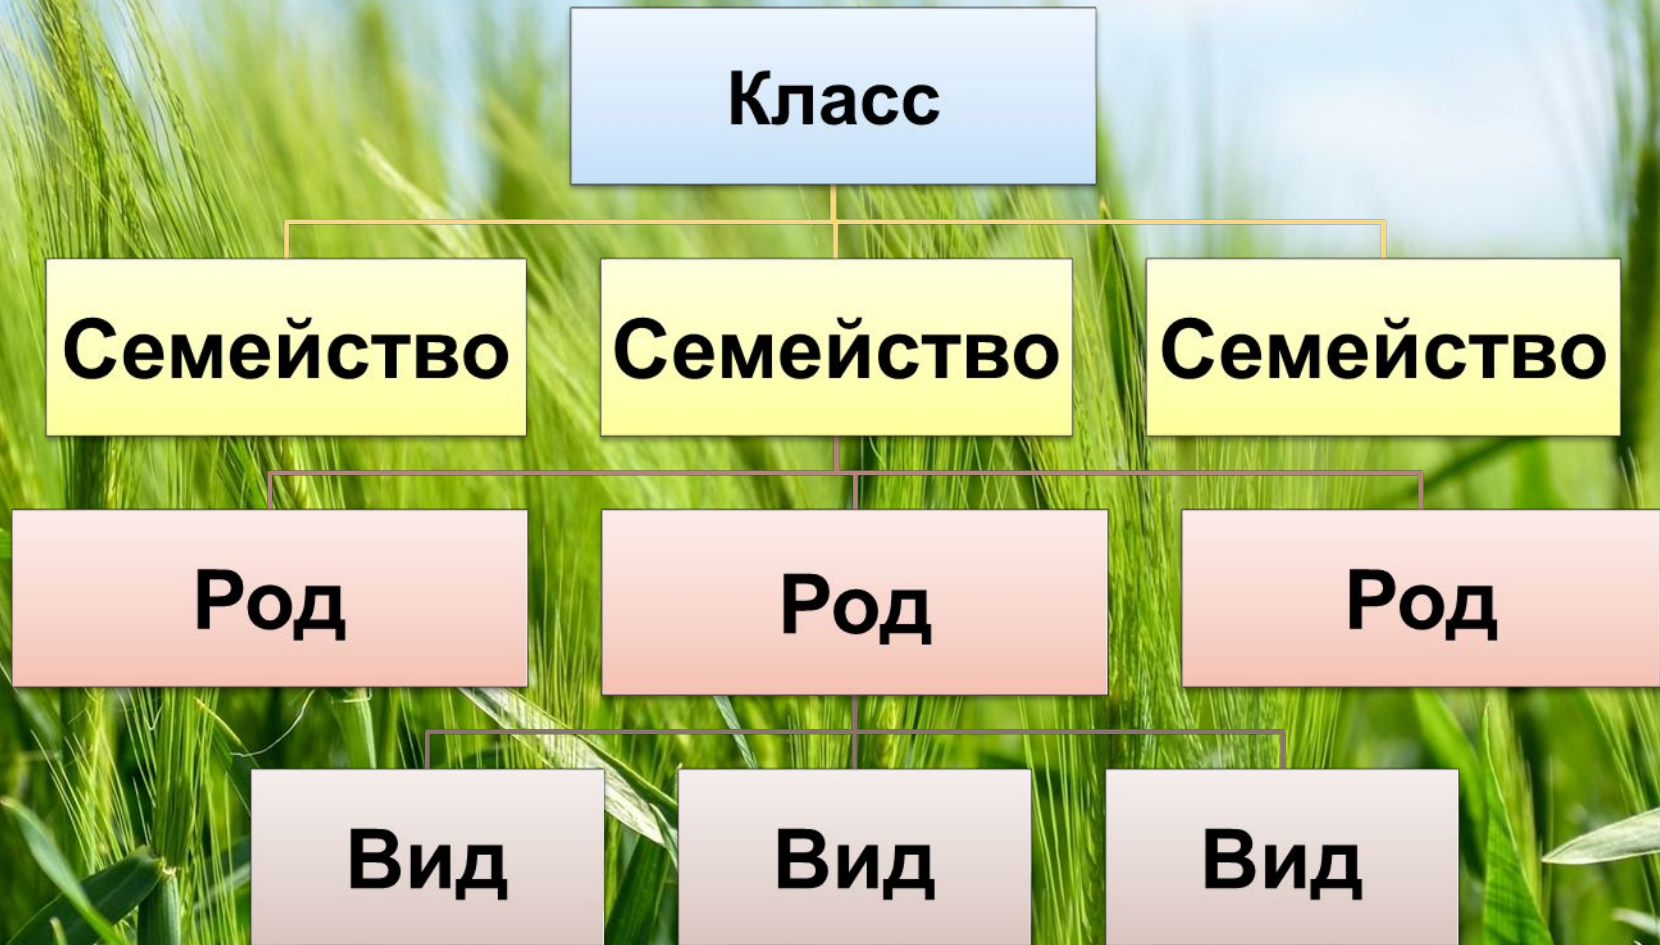 Класс
Семейство
Семейство
Семейство
Род
Род
Род
Вид
Вид
Вид